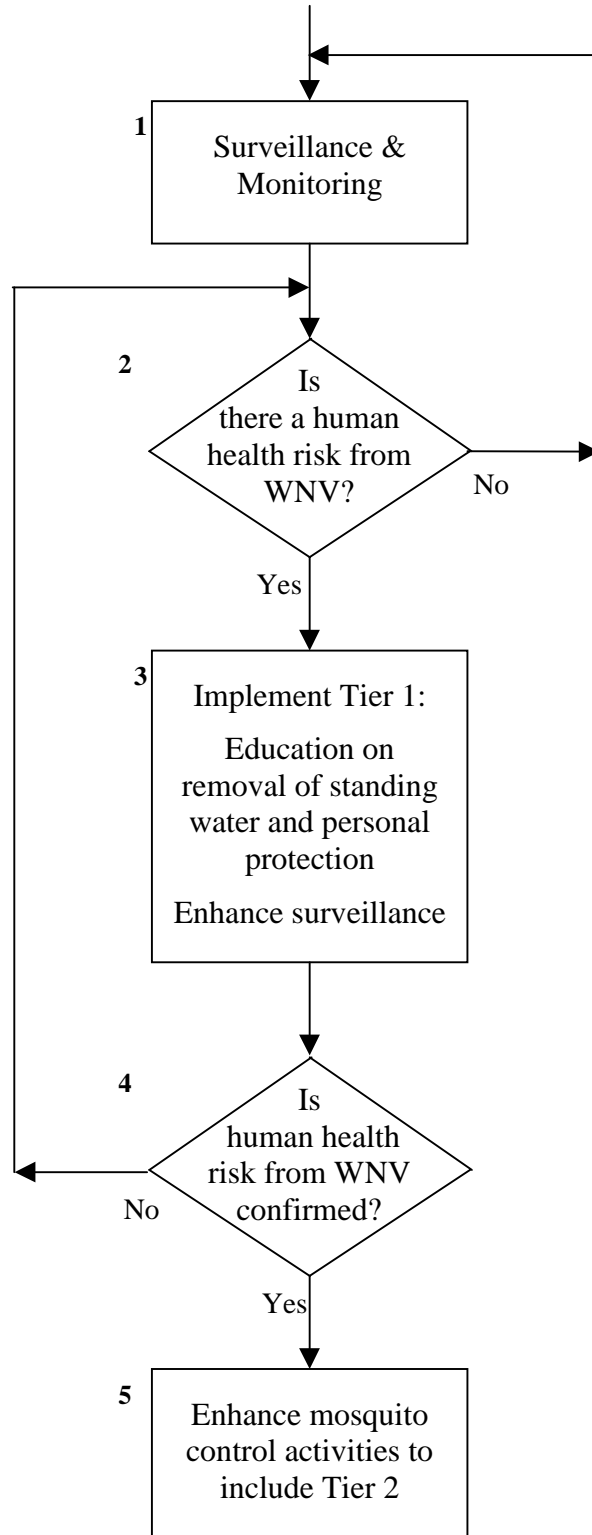 1
Surveillance &
Monitoring
2
Is
there a human
health risk from
WNV?
No
Yes
3
Implement Tier 1:
Education on
removal of standing
water and personal
protection
Enhance surveillance
4
Is
human health
risk from WNV
confirmed?
No
Yes
5
Enhance mosquito
control activities to
include Tier 2